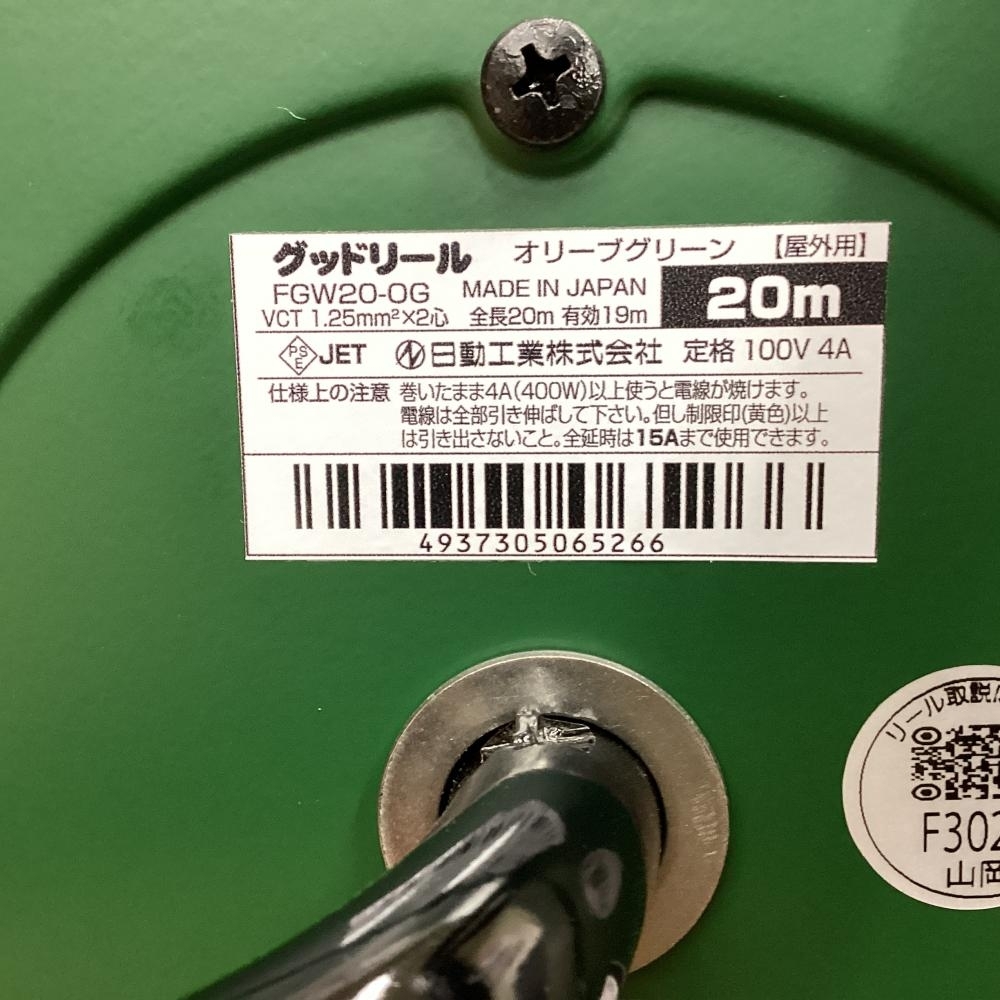 グッドリール オリーブグリーン 【屋外用】
FGW20-OG MADE IN JAPAN 20m
VCT 1.25mm²×2心 全長20m 有効19m
PSE JET 日動工業株式会社 定格 100V 4A
仕様上の注意 巻いたまま4A(400W)以上使うと電線が焼けます。
電線は全部引き伸ばして下さい。但し制限印(黄色)以上
は引き出さないこと。全延時は15Aまで使用できます。
4937305065266
リール取説
F302
山岡